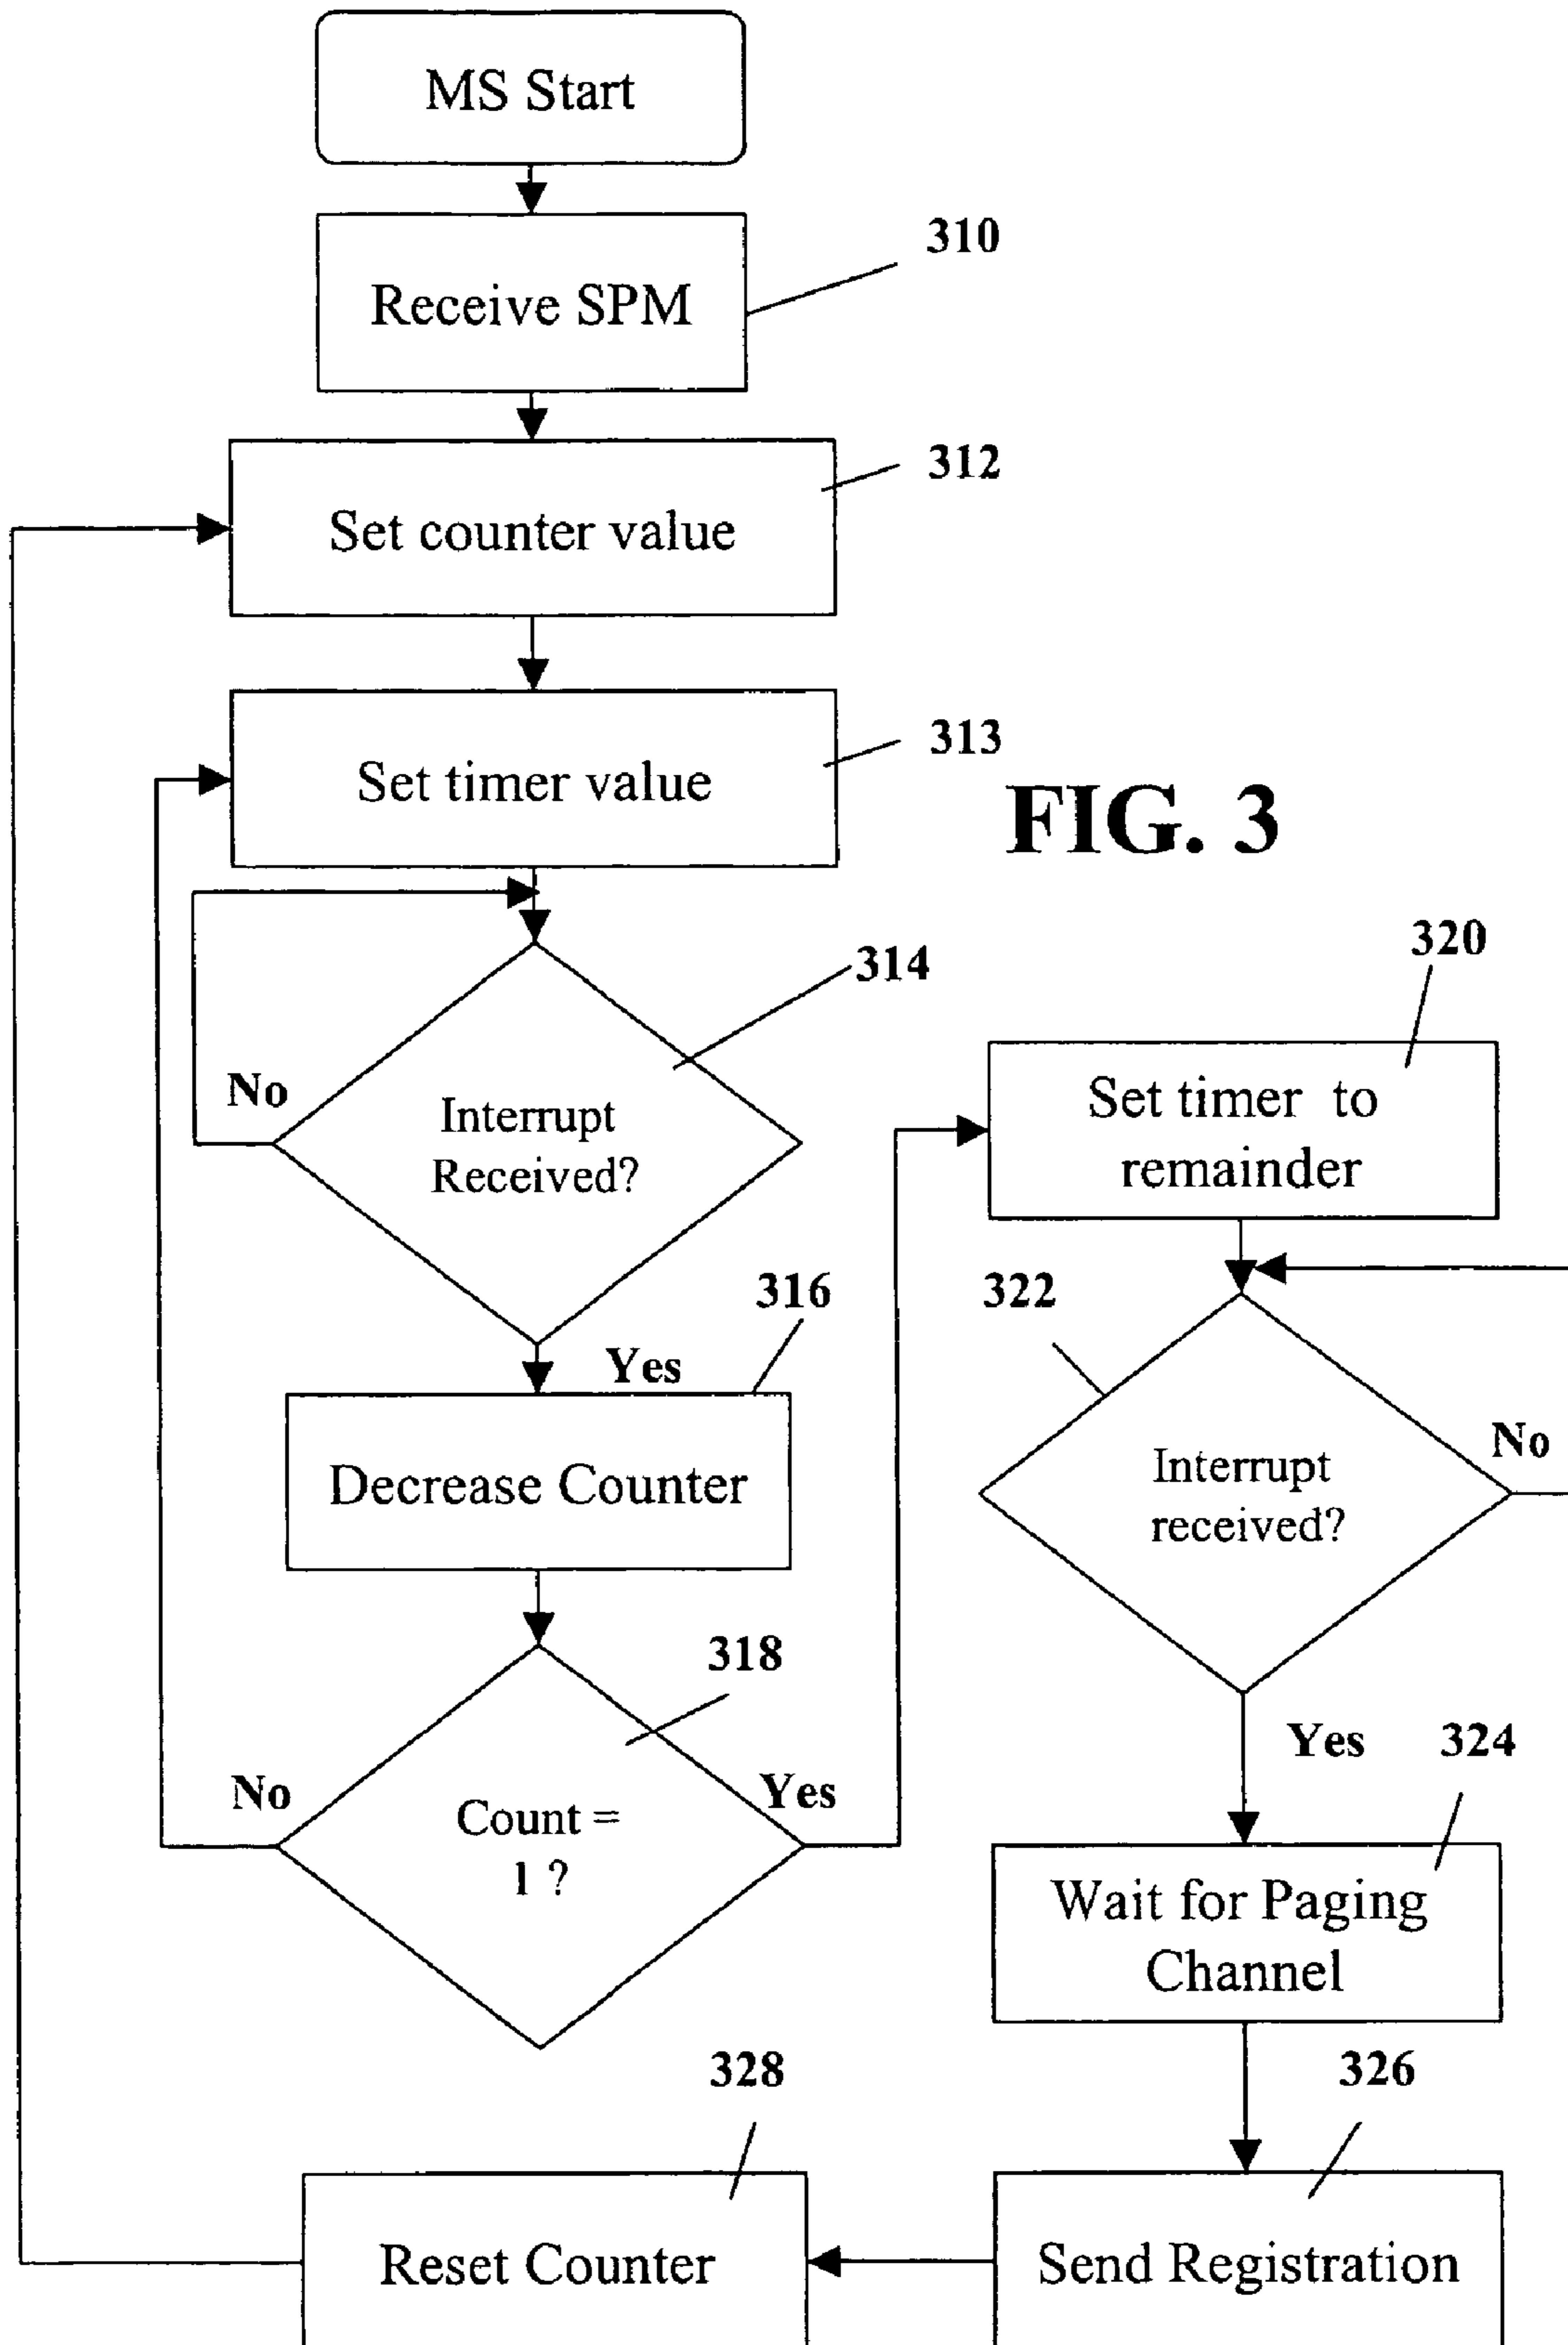 MS Start
310
Receive SPM
312
Set counter value
313
Set timer value
FIG. 3
314
No
Interrupt
Received?
316
Yes
Decrease Counter
318
No
Yes
Count =
1 ?
320
Set timer to
remainder
322
No
Interrupt
received?
Yes
324
Wait for Paging
Channel
326
Send Registration
328
Reset Counter